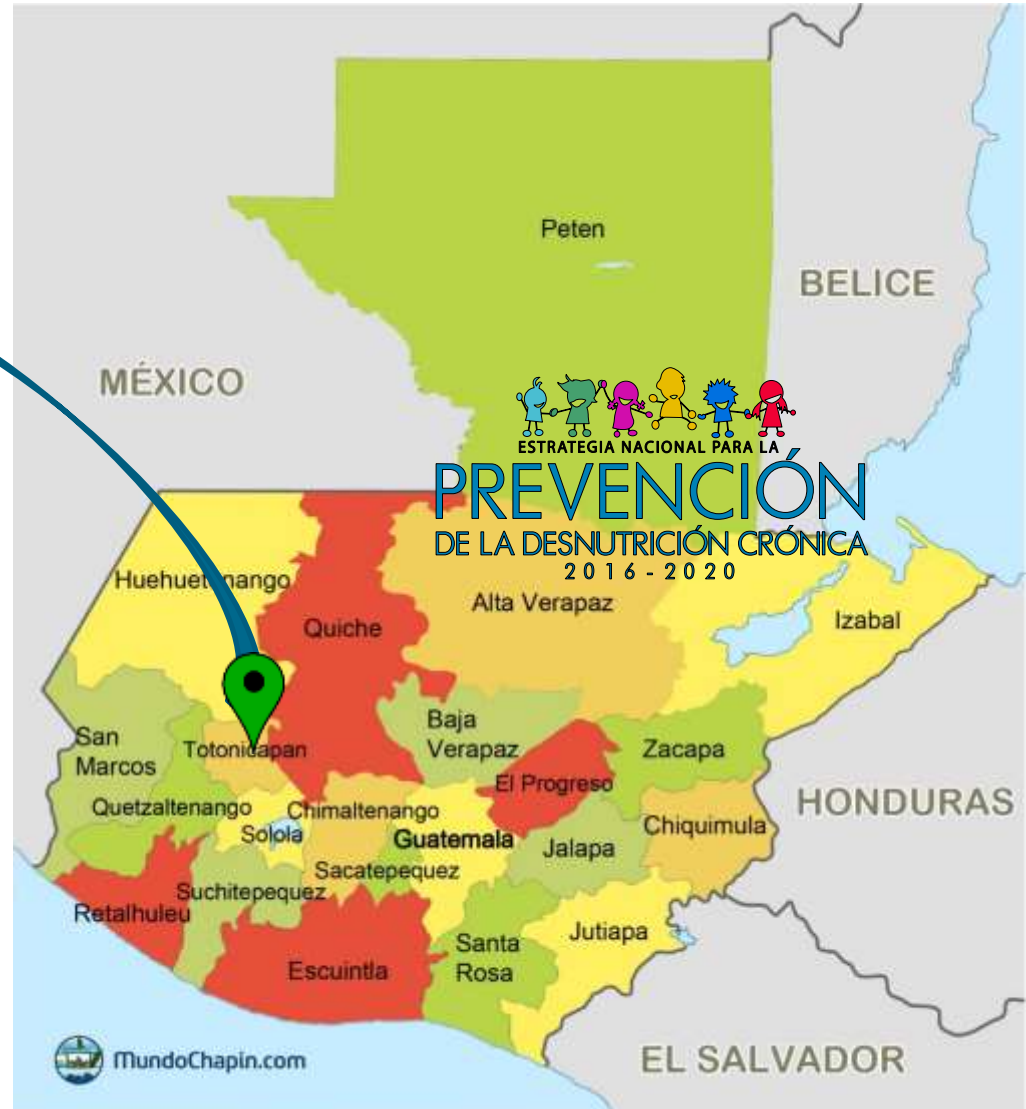 Peten
BELICE
MÉXICO
ESTRATEGIA NACIONAL PARA LA
PREVENCIÓN
DE LA DESNUTRICIÓN CRÓNICA
2016-2020
Huehuetenango
Alta Verapaz
Izabal
Quiche
San
Marcos
Totonicapan
Baja
Verapaz
Zacapa
El Progreso
Quetzaltenango
Chimaltenango
HONDURAS
Solola
Guatemala
Chiquimula
Jalapa
Sacatepequez
Suchitepequez
Retalhuleu
Jutiapa
Santa
Rosa
Escuintla
MundoChapin.com
EL SALVADOR